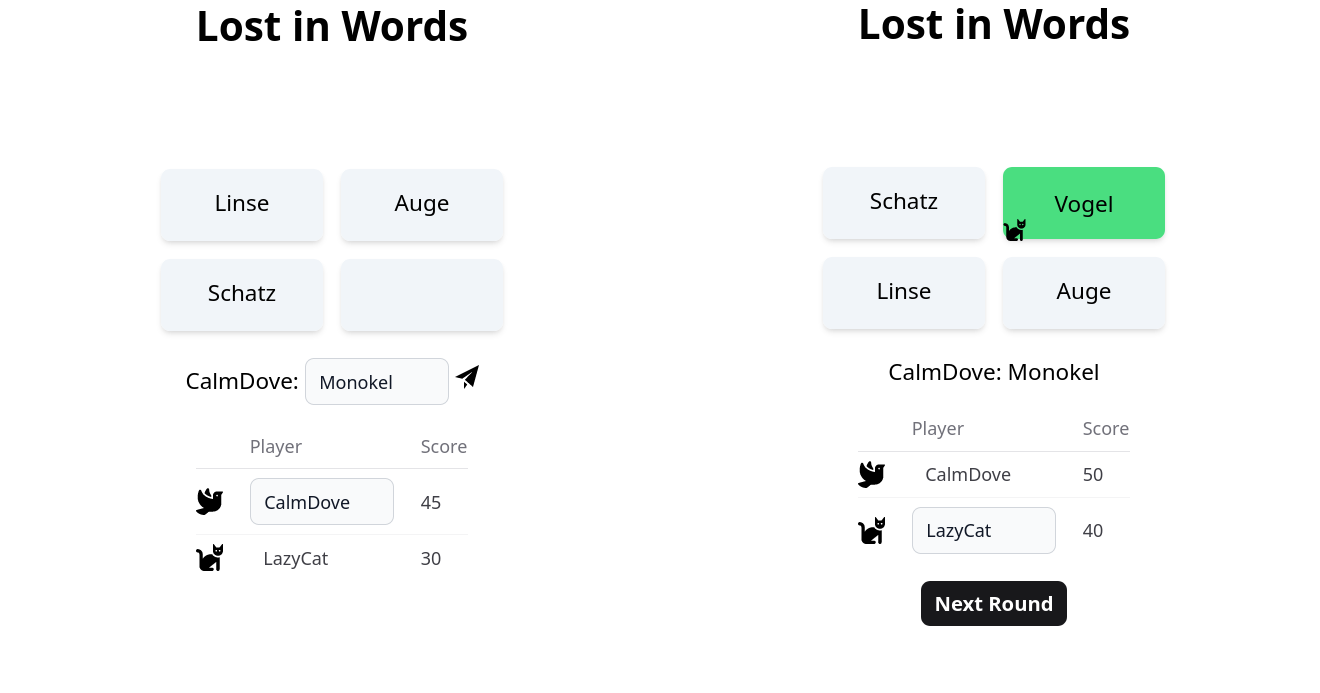 Lost in Words
Linse Auge
Schatz
CalmDove: Monokel
Player Score
CalmDove 45
LazyCat 30
Lost in Words
Schatz Vogel
Linse Auge
CalmDove: Monokel
Player Score
CalmDove 50
LazyCat 40
Next Round